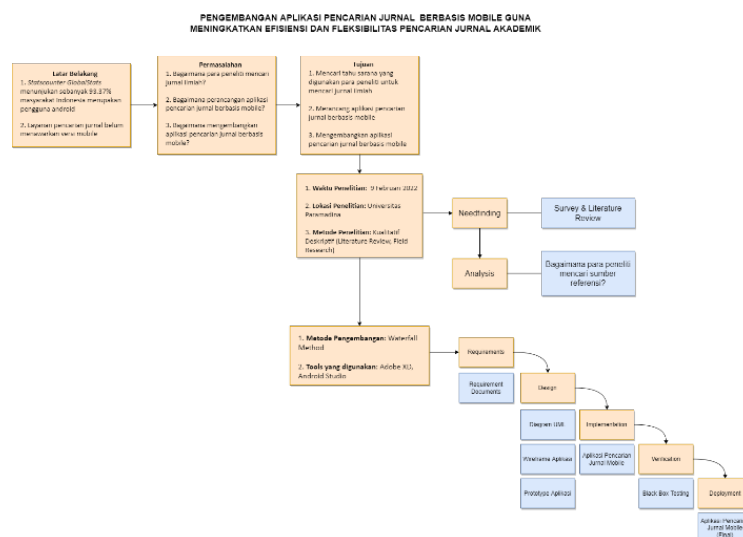 PENGEMBANGAN APLIKASI PENCARIAN JURNAL BERBASIS MOBILE GUNA
MENINGKATKAN EFISIENSI DAN FLEKSIBILITAS PENCARIAN JURNAL AKADEMIK
Latar Belakang
1. Statscounter GlobalStats
menunjukan sebanyak 93.37%
masyarakat Indonesia merupakan
pengguna android
2. Layanan pencarian jurnal belum
menawarkan versi mobile
Permasalahan
1. Bagaimana para peneliti mencari
jurnal ilmiah?
2. Bagaimana perancangan aplikasi
pencarian jurnal berbasis mobile?
3. Bagaimana mengembangkan
aplikasi pencarian jurnal berbasis
mobile?
Tujuan
1. Mencari tahu sarana yang
digunakan para peneliti untuk
mencari jurnal ilmiah
2. Merancang aplikasi pencarian
jurnal berbasis mobile
3. Mengembangkan aplikasi
pencarian jurnal berbasis mobile
1. Waktu Penelitian: 9 Februari 2022
2. Lokasi Penelitian: Universitas
Paramadina
3. Metode Penelitian: Kualitatif
Deskriptif (Literature Review, Field
Research)
Needfinding
Survey & Literature
Review
Analysis
Bagaimana para peneliti
mencari sumber
referensi?
1. Metode Pengembangan: Waterfall
Method
2. Tools yang digunakan: Adobe XD,
Android Studio
Requirements
Requirement
Documents
Design
Diagram UML
Wireframe Aplikasi
Prototype Aplikasi
Implementation
Aplikasi Pencarian
Jurnal Mobile
Verification
Black Box Testing
Deployment
Aplikasi Pencarian
Jurnal Mobile
(Final)